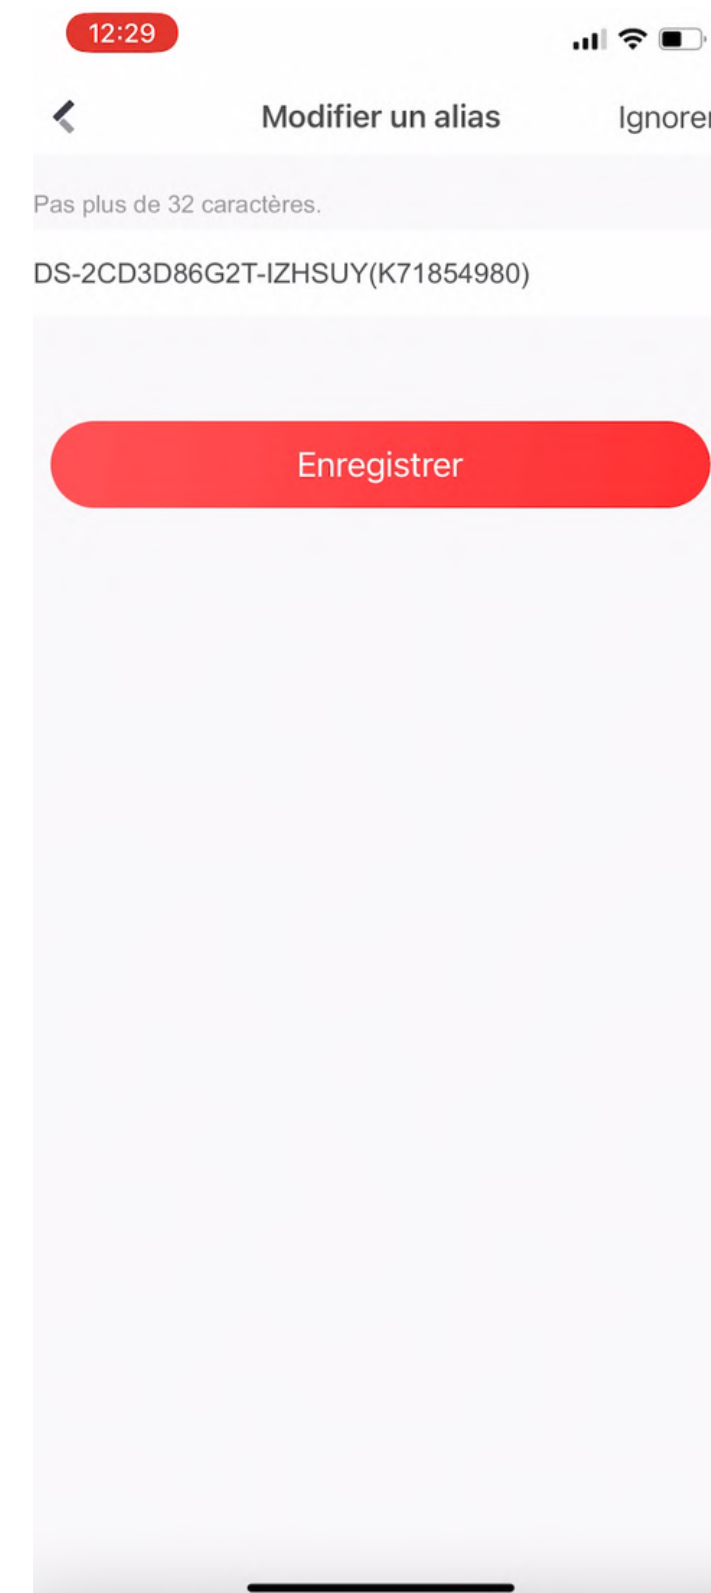 12:29
Modifier un alias
Ignorer
Pas plus de 32 caractères.
DS-2CD3D86G2T-IZHSUY(K71854980)
Enregistrer